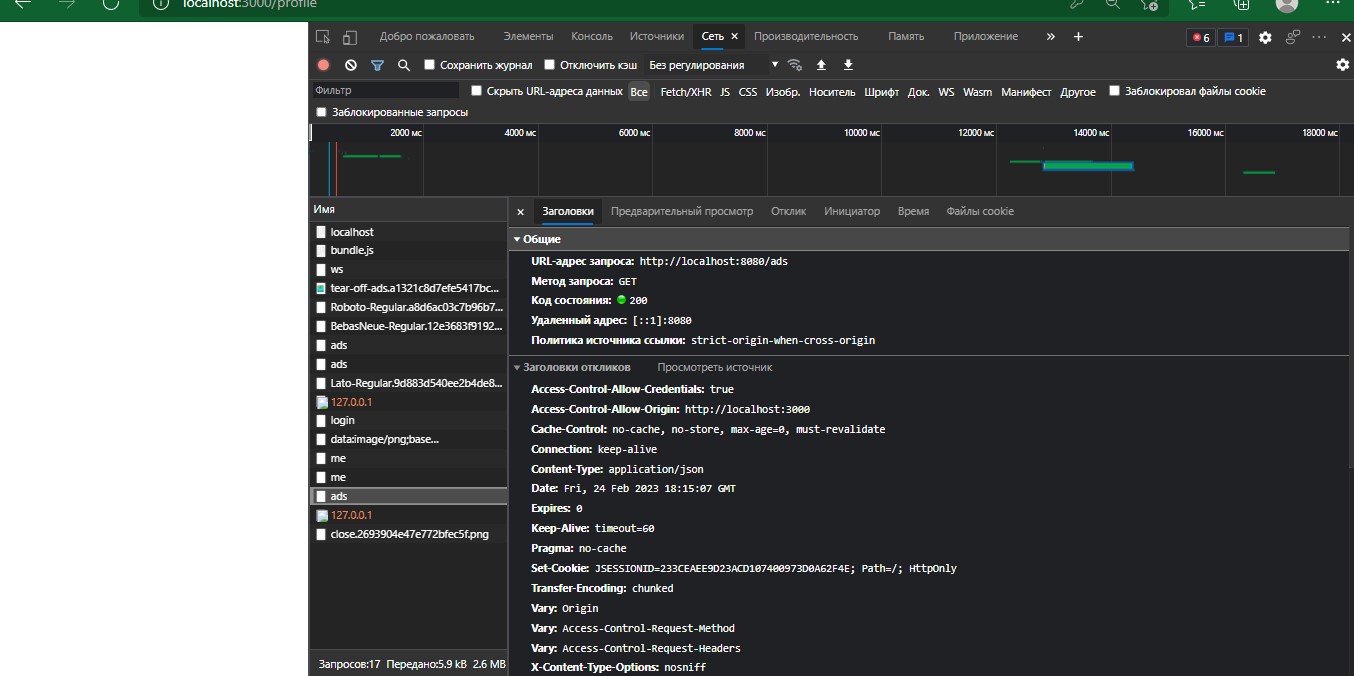 localhost:3000/profile
Добро пожаловать Элементы Консоль Источники Сеть × Производительность Память Приложение » +
6 1
Сохранить журнал Отключить кэш Без регулирования
Фильтр Скрыть URL-адреса данных Все Fetch/XHR JS CSS Изобр. Носитель Шрифт Док. WS Wasm Манифест Другое Заблокировал файлы cookie
Заблокированные запросы
2000 мс 4000 мс 6000 мс 8000 мс 10000 мс 12000 мс 14000 мс 16000 мс 18000 мс
Имя
localhost
bundle.js
ws
tear-off-ads.a1321c8d7efe5417bc...
Roboto-Regular.a8d6ac03c7b96b7...
BebasNeue-Regular.12e3683f9192...
ads
ads
Lato-Regular.9d883d540ee2b4de8...
127.0.0.1
login
data:image/png;base...
me
me
ads
127.0.0.1
close.2693904e47e772bfec5f.png
Запросов:17 Передано:5.9 kB 2.6 MB
× Заголовки Предварительный просмотр Отклик Инициатор Время Файлы cookie
Общие
URL-адрес запроса: http://localhost:8080/ads
Метод запроса: GET
Код состояния: 200
Удаленный адрес: [::1]:8080
Политика источника ссылки: strict-origin-when-cross-origin
Заголовки откликов Просмотреть источник
Access-Control-Allow-Credentials: true
Access-Control-Allow-Origin: http://localhost:3000
Cache-Control: no-cache, no-store, max-age=0, must-revalidate
Connection: keep-alive
Content-Type: application/json
Date: Fri, 24 Feb 2023 18:15:07 GMT
Expires: 0
Keep-Alive: timeout=60
Pragma: no-cache
Set-Cookie: JSESSIONID=233CEAEE9D23ACD107400973D0A62F4E; Path=/; HttpOnly
Transfer-Encoding: chunked
Vary: Origin
Vary: Access-Control-Request-Method
Vary: Access-Control-Request-Headers
X-Content-Type-Options: nosniff